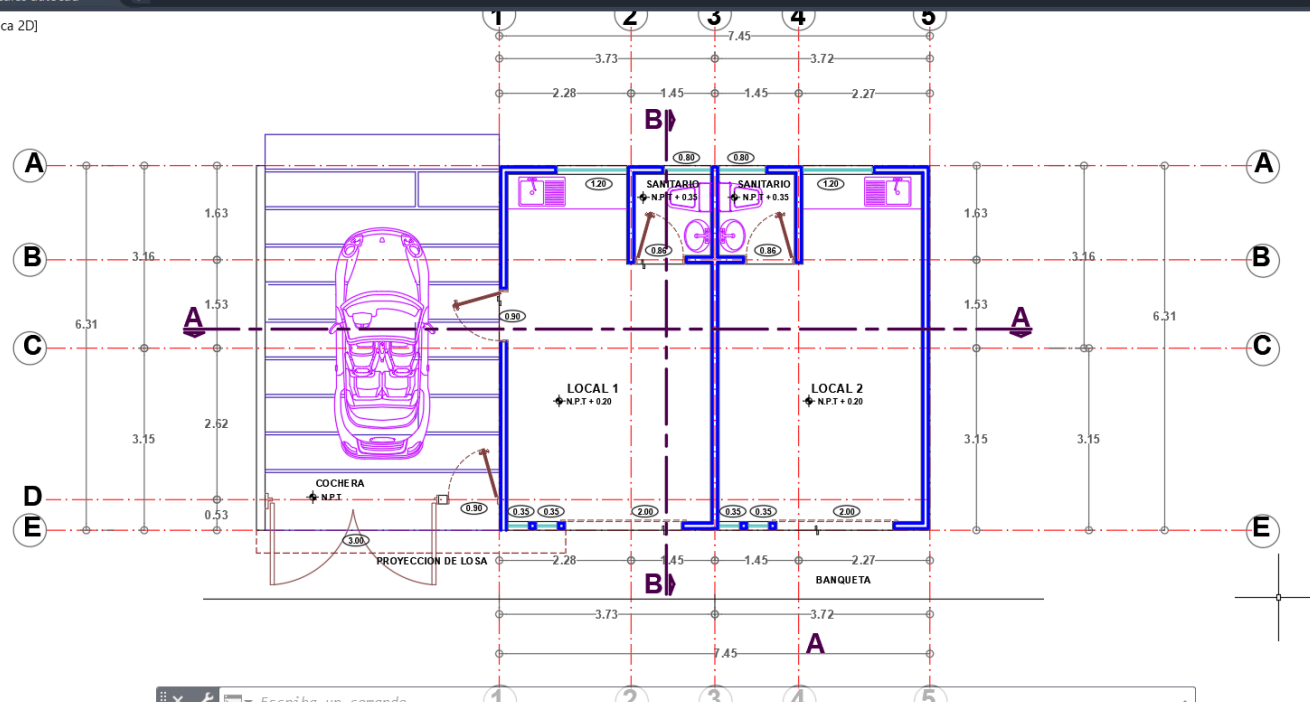 ca 2D]
1 2 3 4 5
7.45
3.73 3.72
2.28 1.45 1.45 2.27
B
0.80 0.80
A A
1.20 SANITARIO SANITARIO 1.20
N.P.T + 0.35 N.P.T + 0.35
1.63 1.63
0.86 0.86
B 3.16 3.16 B
1.53 1.53
A 0.90 A
6.31 6.31
C C
LOCAL 1 LOCAL 2
N.P.T + 0.20 N.P.T + 0.20
2.62
3.15 3.15 3.15
COCHERA
D N.P.T
0.90 0.35 0.35 2.00 0.35 0.35 2.00
0.53
E E
3.00
PROYECCION DE LOSA 2.28 1.45 1.45 2.27
B BANQUETA
3.73 3.72
A
7.45
1 2 3 4 5
Escriba un comando